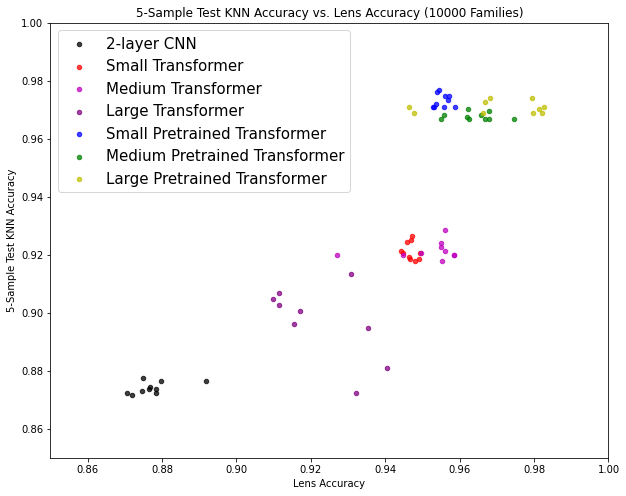 5-Sample Test KNN Accuracy vs. Lens Accuracy (10000 Families)
1.00
0.98
0.96
0.94
0.92
0.90
0.88
0.86
5-Sample Test KNN Accuracy
2-layer CNN
Small Transformer
Medium Transformer
Large Transformer
Small Pretrained Transformer
Medium Pretrained Transformer
Large Pretrained Transformer
0.86 0.88 0.90 0.92 0.94 0.96 0.98 1.00
Lens Accuracy